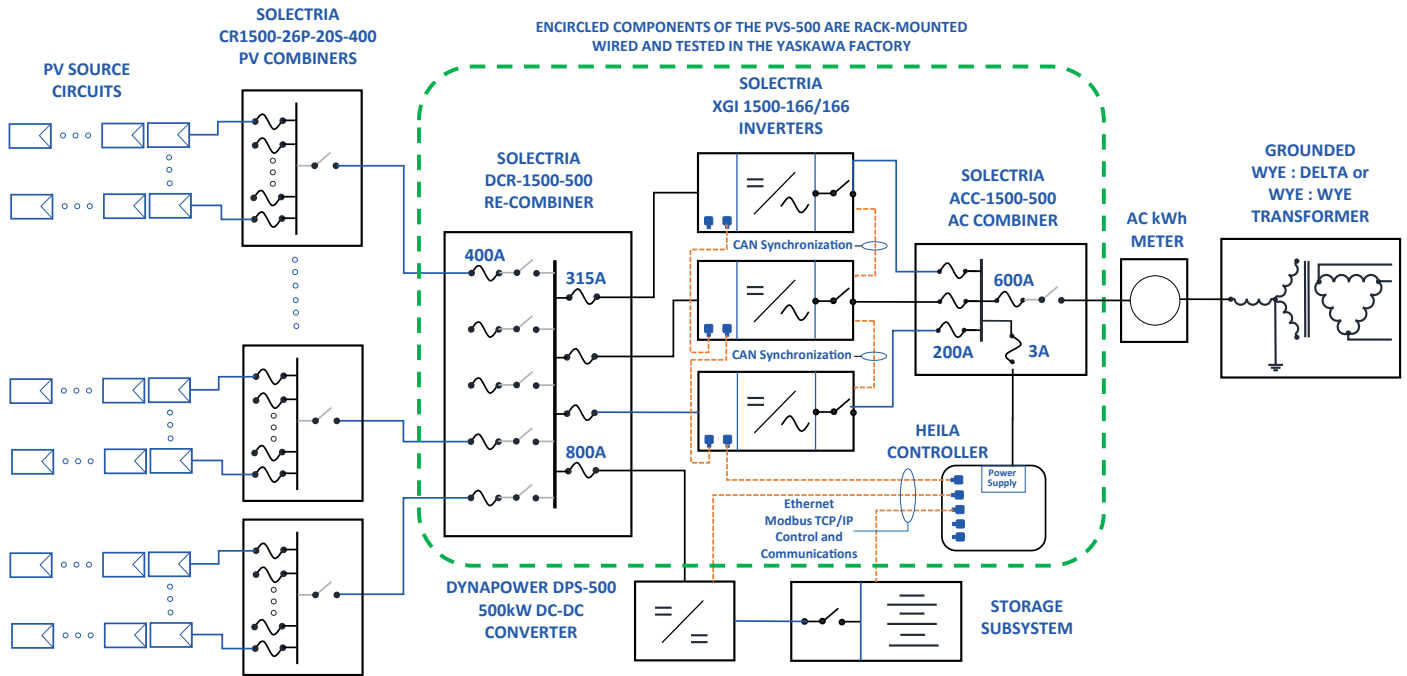 ENCIRCLED COMPONENTS OF THE PVS-500 ARE RACK-MOUNTED
WIRED AND TESTED IN THE YASKAWA FACTORY
SOLECTRIA
CR1500-26P-20S-400
PV COMBINERS
PV SOURCE
CIRCUITS
SOLECTRIA
XGI 1500-166/166
INVERTERS
SOLECTRIA
DCR-1500-500
RE-COMBINER
SOLECTRIA
ACC-1500-500
AC COMBINER
AC kWh
METER
GROUNDED
WYE : DELTA or
WYE : WYE
TRANSFORMER
400A
315A
800A
CAN Synchronization
CAN Synchronization
600A
200A
3A
HEILA
CONTROLLER
Power
Supply
Ethernet
Modbus TCP/IP
Control and
Communications
DYNAPOWER DPS-500
500kW DC-DC
CONVERTER
STORAGE
SUBSYSTEM